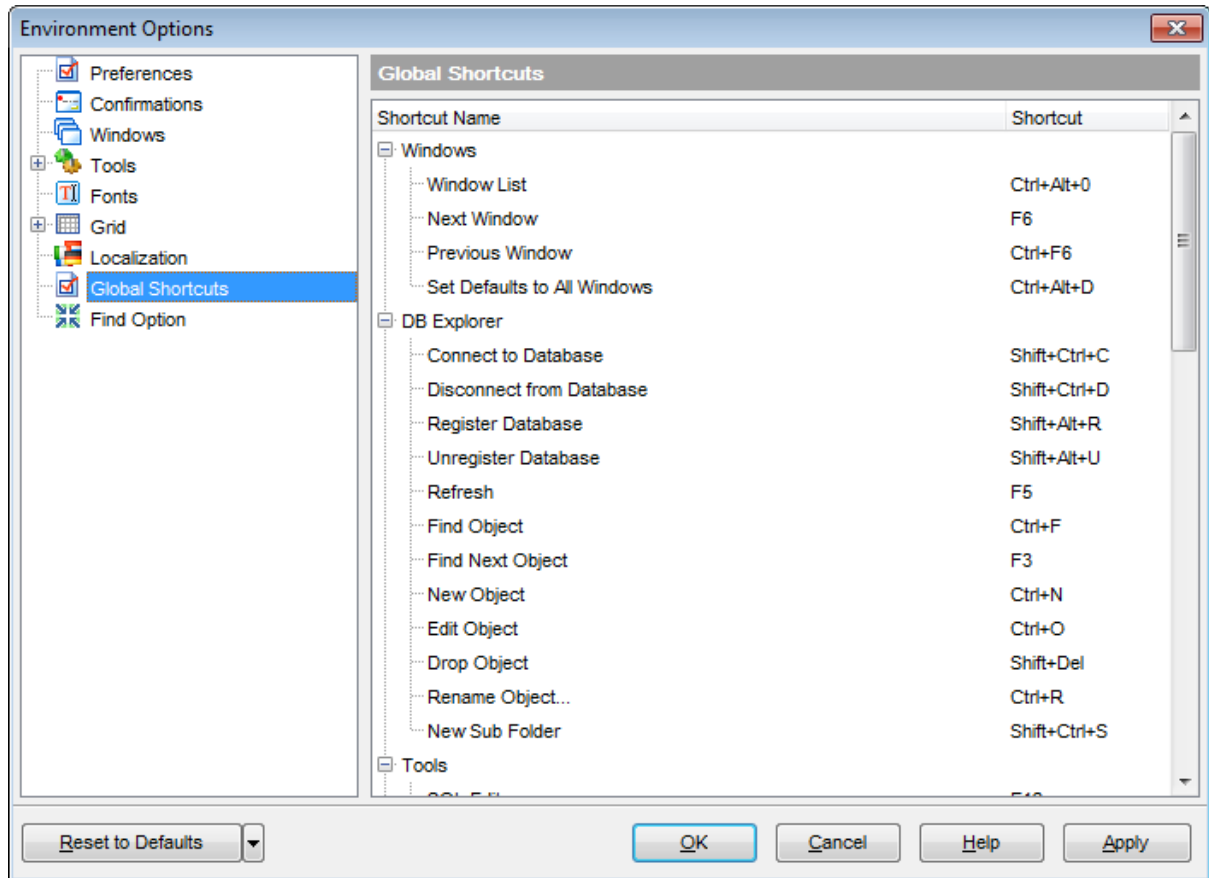 Environment Options
Preferences
Confirmations
Windows
Tools
Fonts
Grid
Localization
Global Shortcuts
Find Option
Global Shortcuts
Shortcut Name Shortcut
Windows
Window List Ctrl+Alt+0
Next Window F6
Previous Window Ctrl+F6
Set Defaults to All Windows Ctrl+Alt+D
DB Explorer
Connect to Database Shift+Ctrl+C
Disconnect from Database Shift+Ctrl+D
Register Database Shift+Alt+R
Unregister Database Shift+Alt+U
Refresh F5
Find Object Ctrl+F
Find Next Object F3
New Object Ctrl+N
Edit Object Ctrl+O
Drop Object Shift+Del
Rename Object... Ctrl+R
New Sub Folder Shift+Ctrl+S
Tools
Reset to Defaults OK Cancel Help Apply